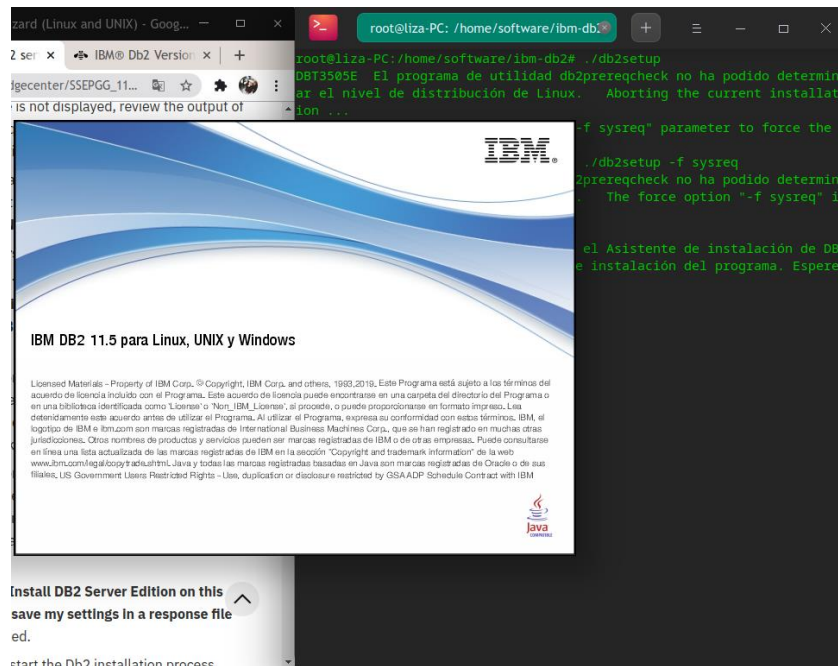 zard (Linux and UNIX) - Goog...
2 ser
IBM® Db2 Version
dgecenter/SSEPGG_11...
is not displayed, review the output of
root@liza-PC: /home/software/ibm-db2
root@liza-PC:/home/software/ibm-db2# ./db2setup
DBT3505E El programa de utilidad db2prereqcheck no ha podido determin
ar el nivel de distribución de Linux. Aborting the current installat
ion ...
-f sysreq" parameter to force the
./db2setup -f sysreq
2prereqcheck no ha podido determin
. The force option "-f sysreq" i
el Asistente de instalación de DB
e instalación del programa. Espere
IBM
IBM DB2 11.5 para Linux, UNIX y Windows
Licensed Materials - Property of IBM Corp. © Copyright, IBM Corp. and others, 1993,2019. Este Programa está sujeto a los términos del
acuerdo de licencia incluido con el Programa. Este acuerdo de licencia puede encontrarse en una carpeta del directorio del Programa o
en una biblioteca identificada como 'License' o 'Non_IBM_License', si procede, o puede proporcionarse en formato impreso. Lea
detenidamente este acuerdo antes de utilizar el Programa. Al utilizar el Programa, expresa su conformidad con estos términos. IBM, el
logotipo de IBM e ibm.com son marcas registradas de International Business Machines Corp., que se han registrado en muchas otras
jurisdicciones. Otros nombres de productos y servicios pueden ser marcas registradas de IBM o de otras empresas. Puede consultarse
en línea una lista actualizada de las marcas registradas de IBM en la sección "Copyright and trademark information" de la web
www.ibm.com/legal/copytrade.shtml. Java y todas las marcas registradas basadas en Java son marcas registradas de Oracle o de sus
filiales. US Government Users Restricted Rights - Use, duplication or disclosure restricted by GSA ADP Schedule Contract with IBM
Java
COMPATIBLE
Install DB2 Server Edition on this
save my settings in a response file
ed.
start the Db2 installation process